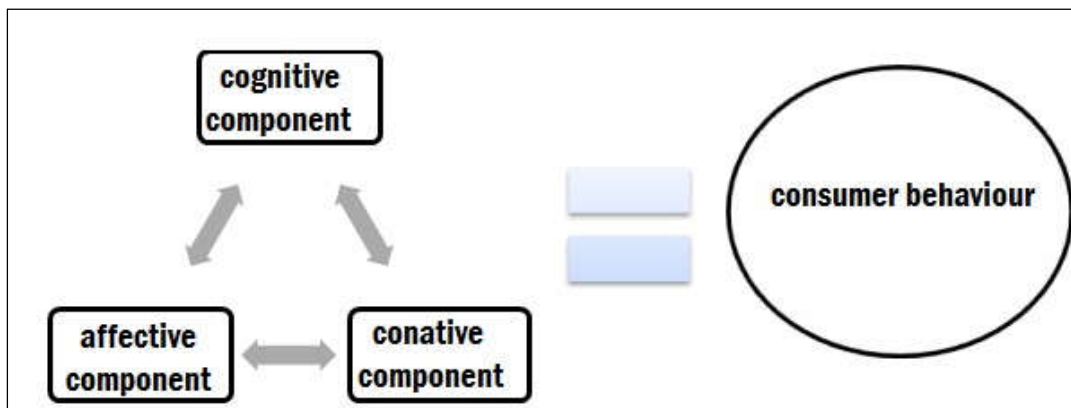 cognitive
component
affective
component
conative
component
consumer behaviour